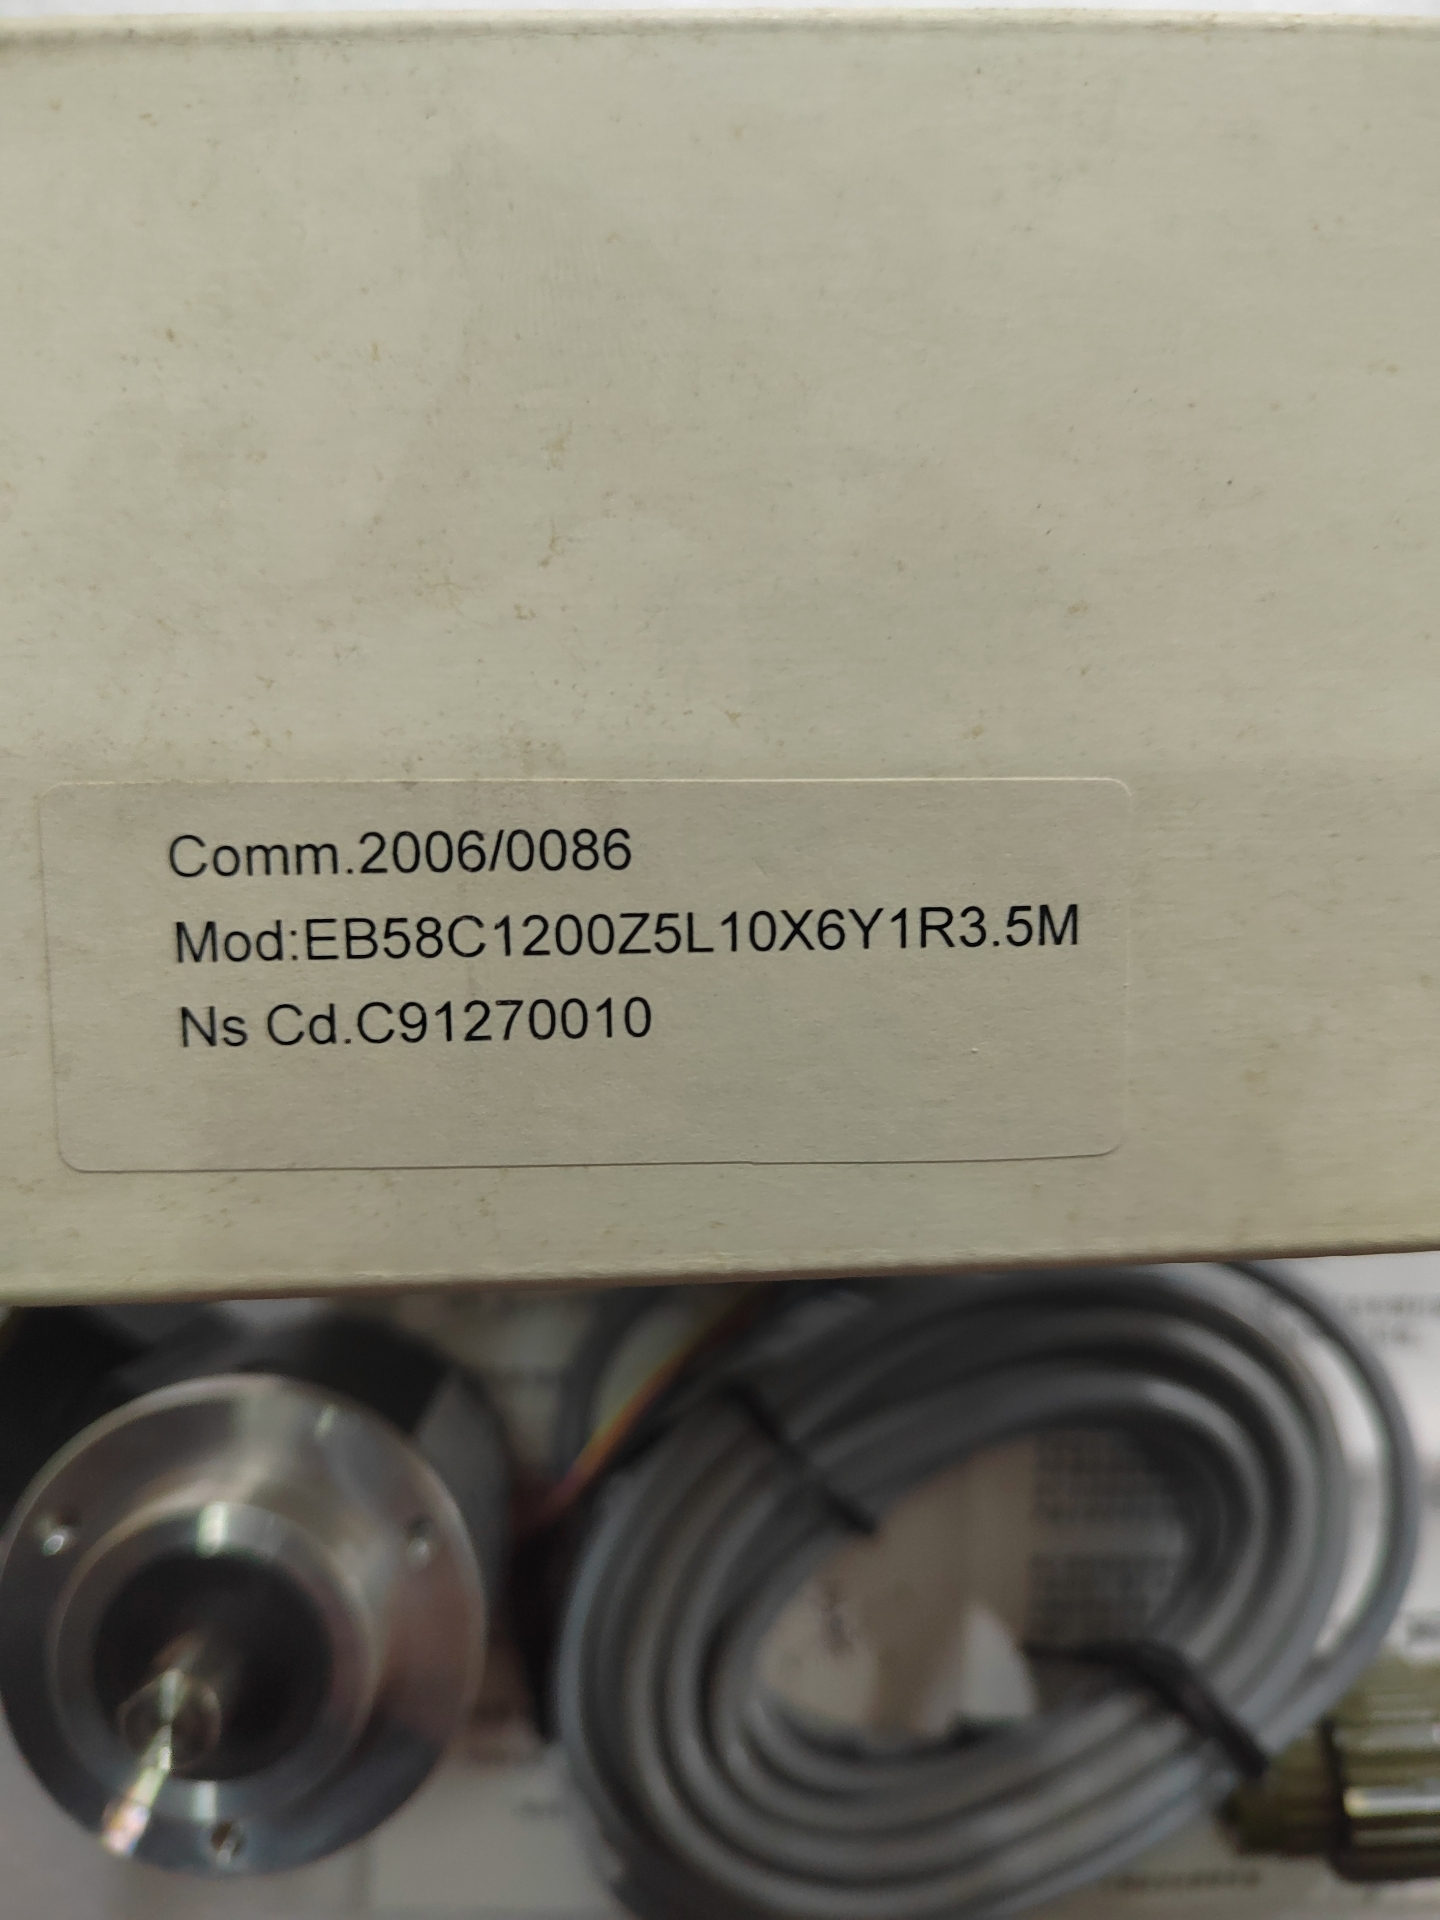 Comm.2006/0086
Mod:EB58C1200Z5L10X6Y1R3.5M
Ns Cd.C91270010